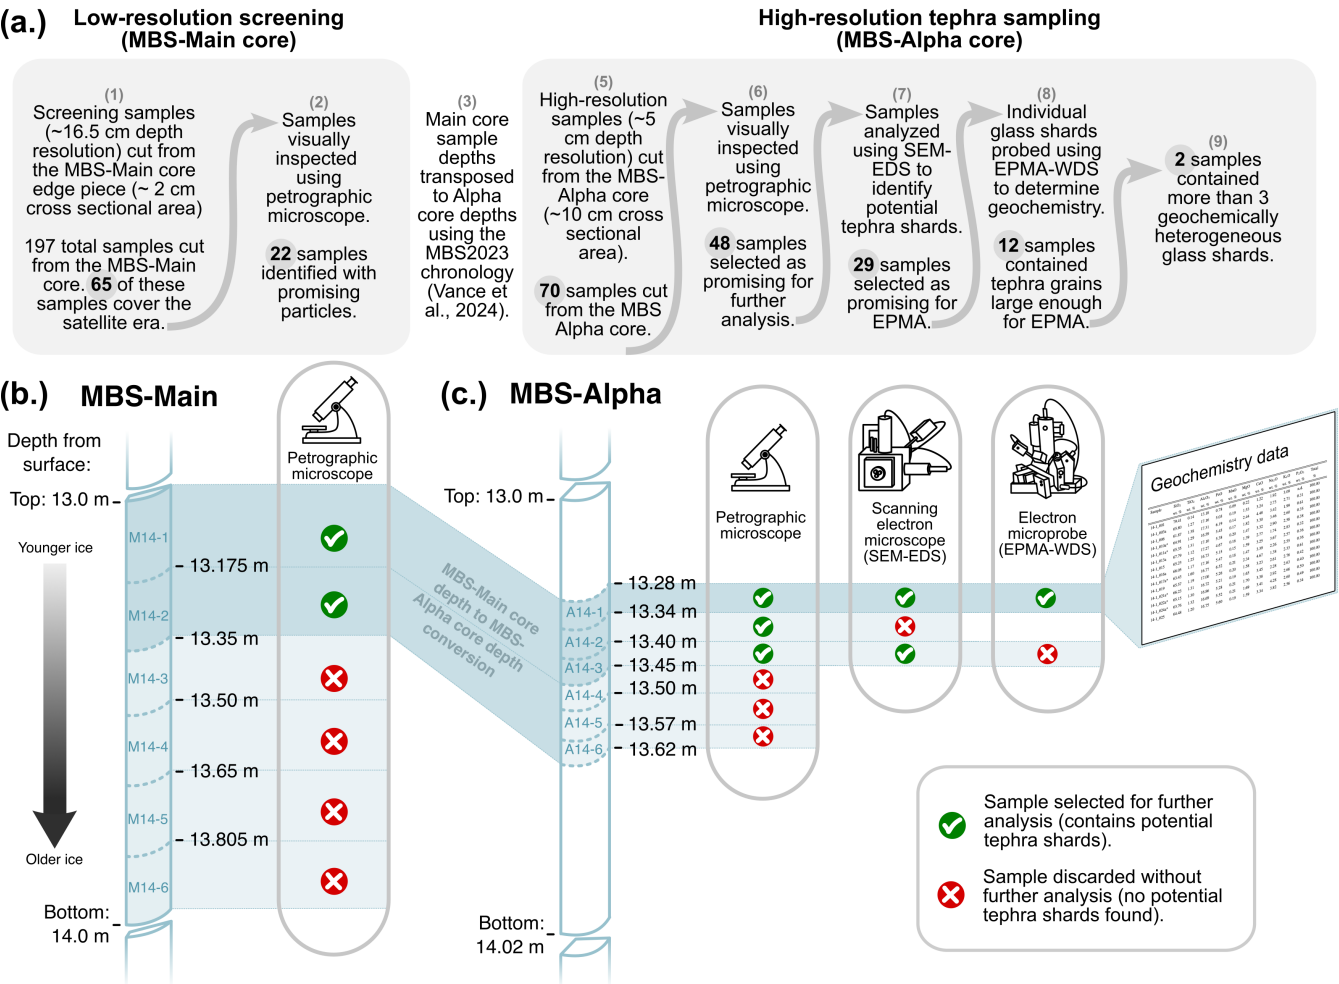 (a.)
Low-resolution screening
(MBS-Main core)
High-resolution tephra sampling
(MBS-Alpha core)
(1)
Screening samples
(~16.5 cm depth
resolution) cut from
the MBS-Main core
edge piece (~ 2 cm
cross sectional area)
197 total samples cut
from the MBS-Main
core. 65 of these
samples cover the
satellite era.
(2)
Samples
visually
inspected
using
petrographic
microscope.
22 samples
identified with
promising
particles.
(3)
Main core
sample
depths
transposed
to Alpha
core depths
using the
MBS2023
chronology
(Vance et
al., 2024).
(5)
High-resolution
samples (~5
cm depth
resolution) cut
from the MBS-
Alpha core
(~10 cm cross
sectional
area).
70 samples cut
from the MBS
Alpha core.
(6)
Samples
visually
inspected
using
petrographic
microscope.
48 samples
selected as
promising for
further
analysis.
(7)
Samples
analyzed
using SEM-
EDS to
identify
potential
tephra shards.
29 samples
selected as
promising for
EPMA.
(8)
Individual
glass shards
probed using
EPMA-WDS
to determine
geochemistry.
12 samples
contained
tephra grains
large enough
for EPMA.
(9)
2 samples
contained
more than 3
geochemically
heterogeneous
glass shards.
(b.) MBS-Main
Depth from
surface:
Top: 13.0 m
Younger ice
Older ice
Bottom:
14.0 m
M14-1
M14-2
M14-3
M14-4
M14-5
M14-6
13.175 m
13.35 m
13.50 m
13.65 m
13.805 m
Petrographic
microscope
MBS-Main core
depth to MBS-
Alpha core depth
conversion
(c.) MBS-Alpha
Top: 13.0 m
A14-1
A14-2
A14-3
A14-4
A14-5
A14-6
13.28 m
13.34 m
13.40 m
13.45 m
13.50 m
13.57 m
13.62 m
Bottom:
14.02 m
Petrographic
microscope
Scanning
electron
microscope
(SEM-EDS)
Electron
microprobe
(EPMA-WDS)
Geochemistry data
Sample selected for further
analysis (contains potential
tephra shards).
Sample discarded without
further analysis (no potential
tephra shards found).